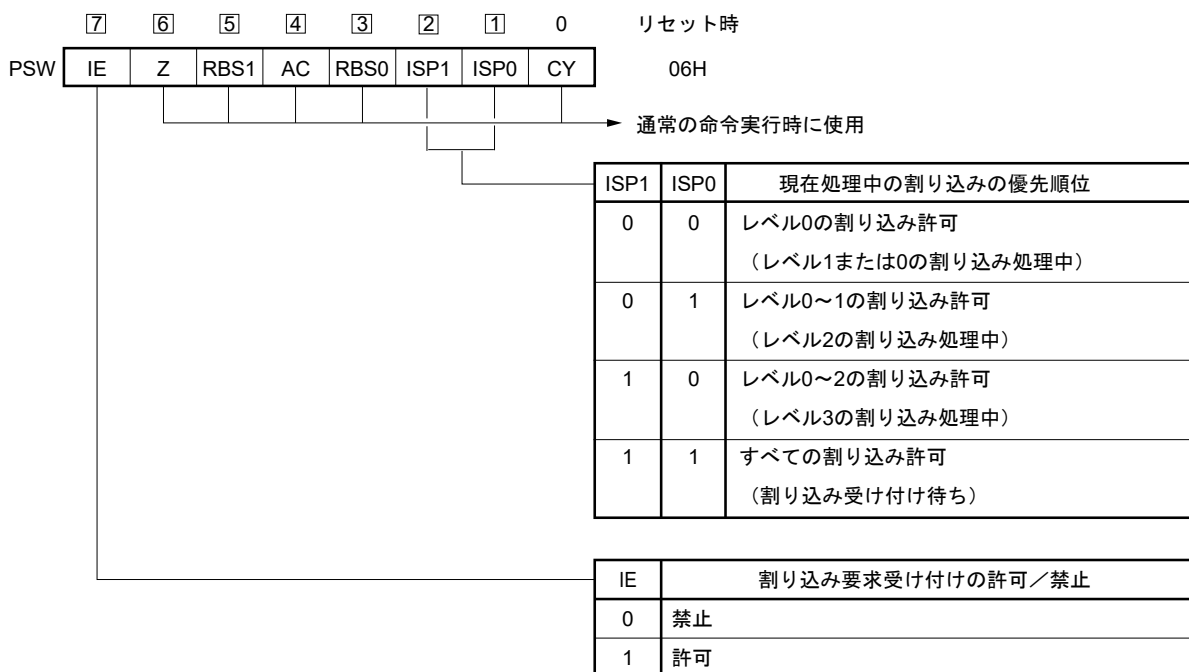 7 6 5 4 3 2 1 0 リセット時
PSW IE Z RBS1 AC RBS0 ISP1 ISP0 CY 06H
通常の命令実行時に使用
ISP1 ISP0 現在処理中の割り込みの優先順位
0 0 レベル0の割り込み許可
（レベル1または0の割り込み処理中）
0 1 レベル0～1の割り込み許可
（レベル2の割り込み処理中）
1 0 レベル0～2の割り込み許可
（レベル3の割り込み処理中）
1 1 すべての割り込み許可
（割り込み受け付け待ち）
IE 割り込み要求受け付けの許可／禁止
0 禁止
1 許可